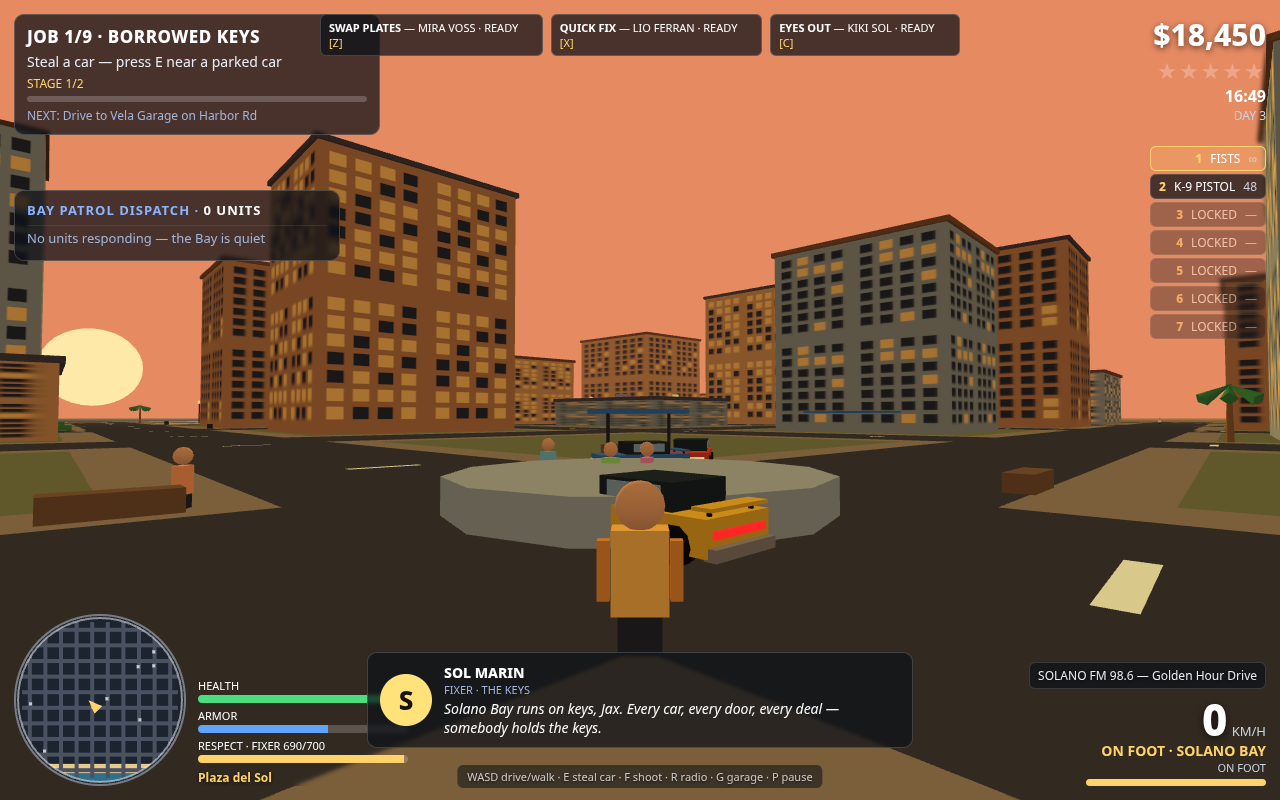 JOB 1/9 · BORROWED KEYS
Steal a car — press E near a parked car
STAGE 1/2
NEXT: Drive to Vela Garage on Harbor Rd
SWAP PLATES — MIRA VOSS · READY
[Z]
QUICK FIX — LIO FERRAN · READY
[X]
EYES OUT — KIKI SOL · READY
[C]
$18,450
★★★★★
16:49
DAY 3
1 FISTS ∞
2 K-9 PISTOL 48
3 LOCKED —
4 LOCKED —
5 LOCKED —
6 LOCKED —
7 LOCKED —
BAY PATROL DISPATCH · 0 UNITS
No units responding — the Bay is quiet
HEALTH
ARMOR
RESPECT · FIXER 690/700
Plaza del Sol
S
SOL MARIN
FIXER · THE KEYS
Solano Bay runs on keys, Jax. Every car, every door, every deal —
somebody holds the keys.
WASD drive/walk · E steal car · F shoot · R radio · G garage · P pause
SOLANO FM 98.6 — Golden Hour Drive
0 KM/H
ON FOOT · SOLANO BAY
ON FOOT